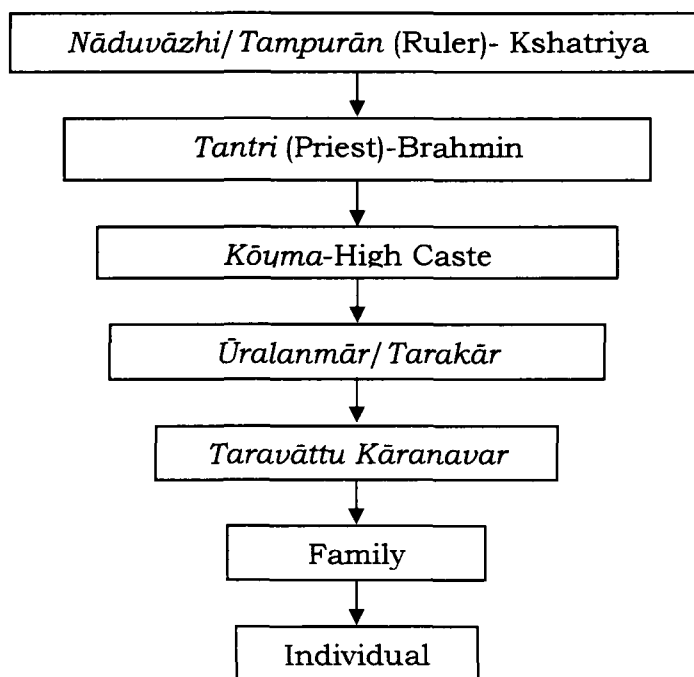 Nāduvāzhi/Tampurān (Ruler)- Kshatriya
Tantri (Priest)-Brahmin
Kōyma-High Caste
Ūralanmār/Tarakār
Taravāttu Kāranavar
Family
Individual